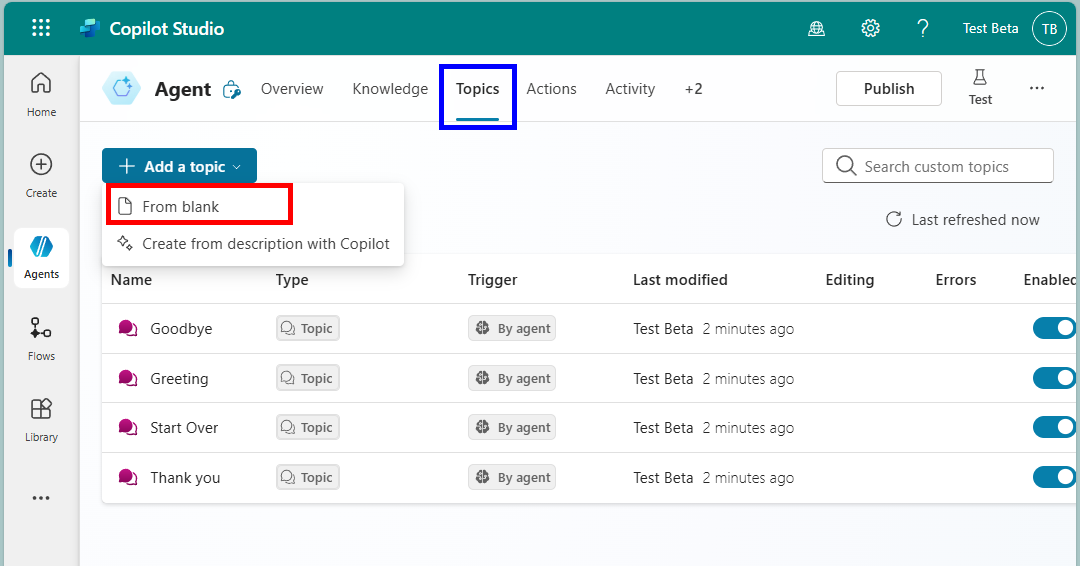 Copilot Studio
Test Beta
TB
Home
Create
Agents
Flows
Library
Agent
Overview
Knowledge
Topics
Actions
Activity
+2
Publish
Test
Add a topic
Search custom topics
From blank
Create from description with Copilot
Last refreshed now
Name Type Trigger Last modified Editing Errors Enabled
Goodbye Topic By agent Test Beta 2 minutes ago
Greeting Topic By agent Test Beta 2 minutes ago
Start Over Topic By agent Test Beta 2 minutes ago
Thank you Topic By agent Test Beta 2 minutes ago